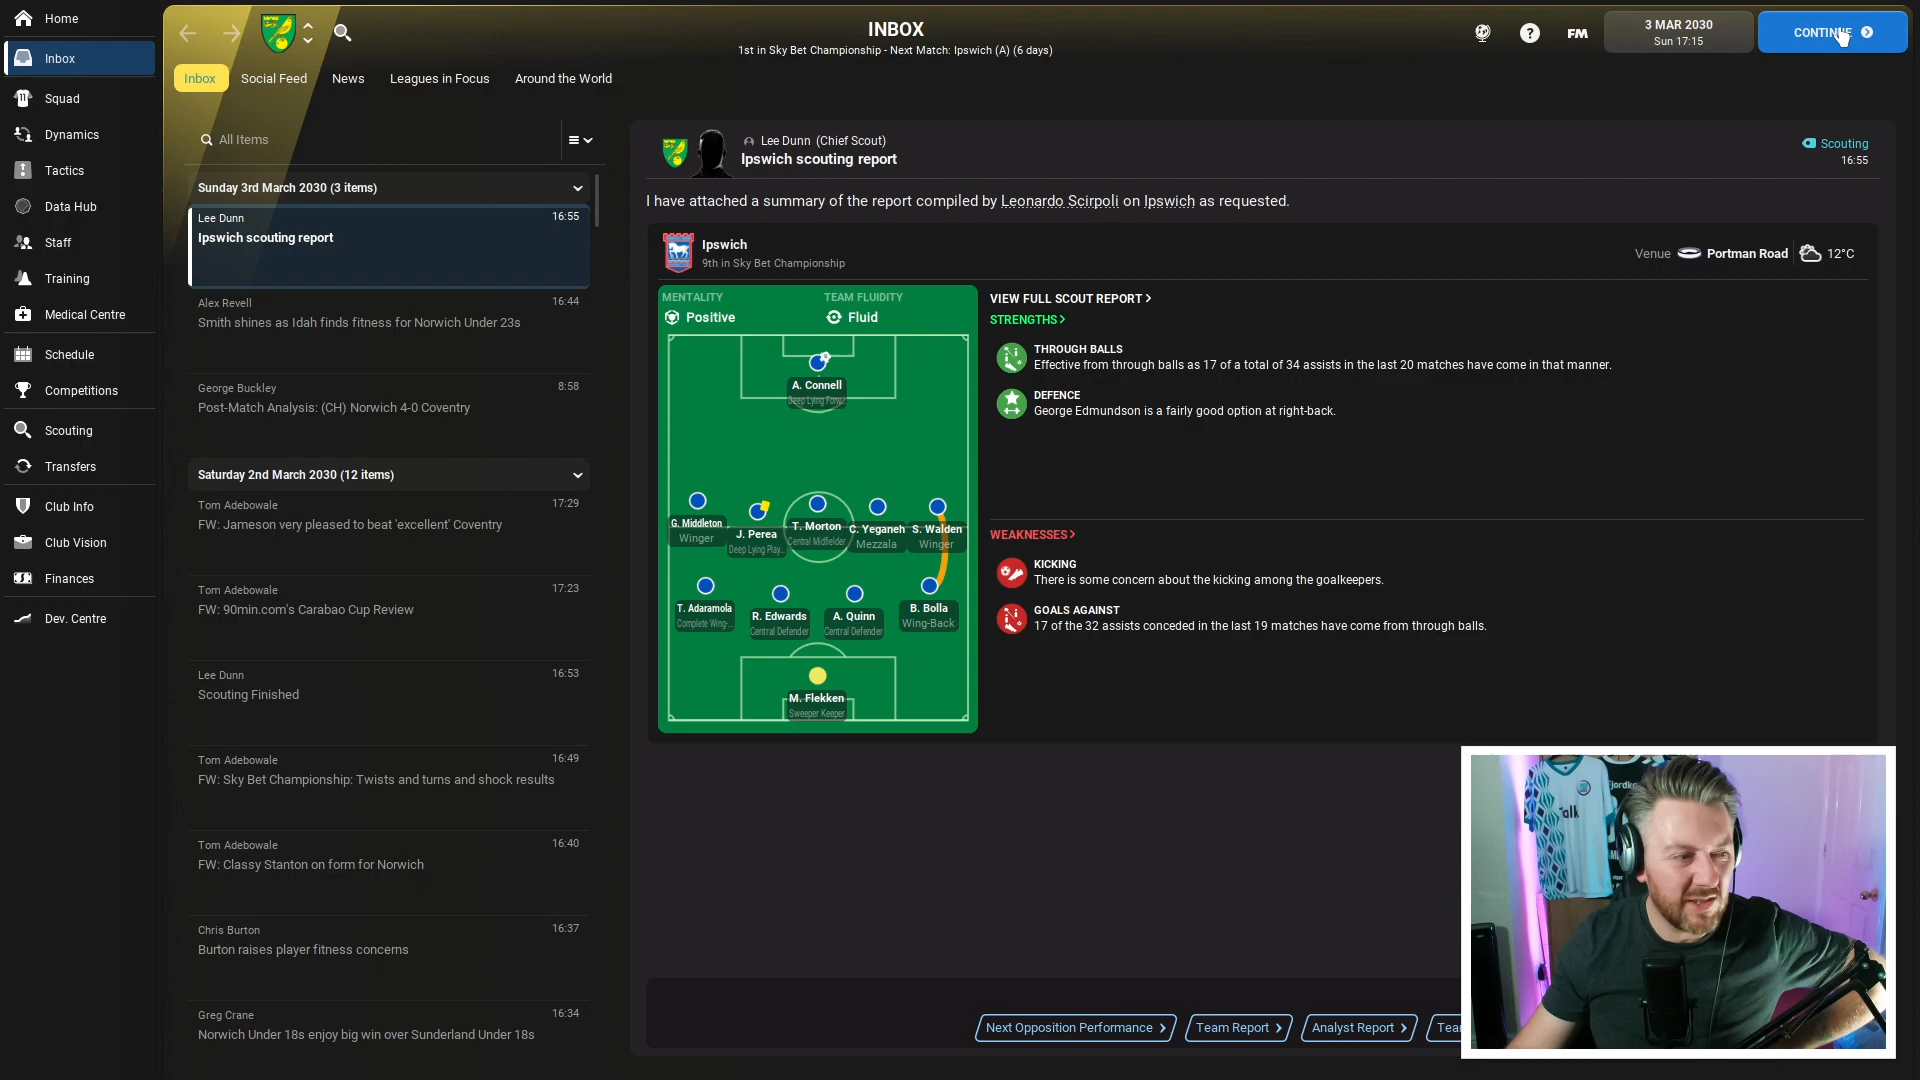 Home
Inbox
Squad
Dynamics
Tactics
Data Hub
Staff
Training
Medical Centre
Schedule
Competitions
Scouting
Transfers
Club Info
Club Vision
Finances
Dev. Centre
INBOX
1st in Sky Bet Championship - Next Match: Ipswich (A) (6 days)
FM
3 MAR 2030
Sun 17:15
CONTINUE
Inbox
Social Feed
News
Leagues in Focus
Around the World
All Items
Sunday 3rd March 2030 (3 items)
Lee Dunn 16:55
Ipswich scouting report
Alex Revell 16:44
Smith shines as Idah finds fitness for Norwich Under 23s
George Buckley 8:58
Post-Match Analysis: (CH) Norwich 4-0 Coventry
Saturday 2nd March 2030 (12 items)
Tom Adebowale 17:29
FW: Jameson very pleased to beat 'excellent' Coventry
Tom Adebowale 17:23
FW: 90min.com's Carabao Cup Review
Lee Dunn 16:53
Scouting Finished
Tom Adebowale 16:49
FW: Sky Bet Championship: Twists and turns and shock results
Tom Adebowale 16:40
FW: Classy Stanton on form for Norwich
Chris Burton 16:37
Burton raises player fitness concerns
Greg Crane 16:34
Norwich Under 18s enjoy big win over Sunderland Under 18s
Lee Dunn (Chief Scout)
Ipswich scouting report
Scouting
16:55
I have attached a summary of the report compiled by Leonardo Scirpoli on Ipswich as requested.
Ipswich
9th in Sky Bet Championship
Venue Portman Road 12°C
MENTALITY
Positive
TEAM FLUIDITY
Fluid
A. Connell
Deep Lying Forw...
G. Middleton
Winger
J. Perea
Deep Lying Play...
T. Morton
Central Midfielder
C. Yeganeh
Mezzala
S. Walden
Winger
T. Adaramola
Complete Wing-...
R. Edwards
Central Defender
A. Quinn
Central Defender
B. Bolla
Wing-Back
M. Flekken
Sweeper Keeper
VIEW FULL SCOUT REPORT
STRENGTHS
THROUGH BALLS
Effective from through balls as 17 of a total of 34 assists in the last 20 matches have come in that manner.
DEFENCE
George Edmundson is a fairly good option at right-back.
WEAKNESSES
KICKING
There is some concern about the kicking among the goalkeepers.
GOALS AGAINST
17 of the 32 assists conceded in the last 19 matches have come from through balls.
Next Opposition Performance
Team Report
Analyst Report